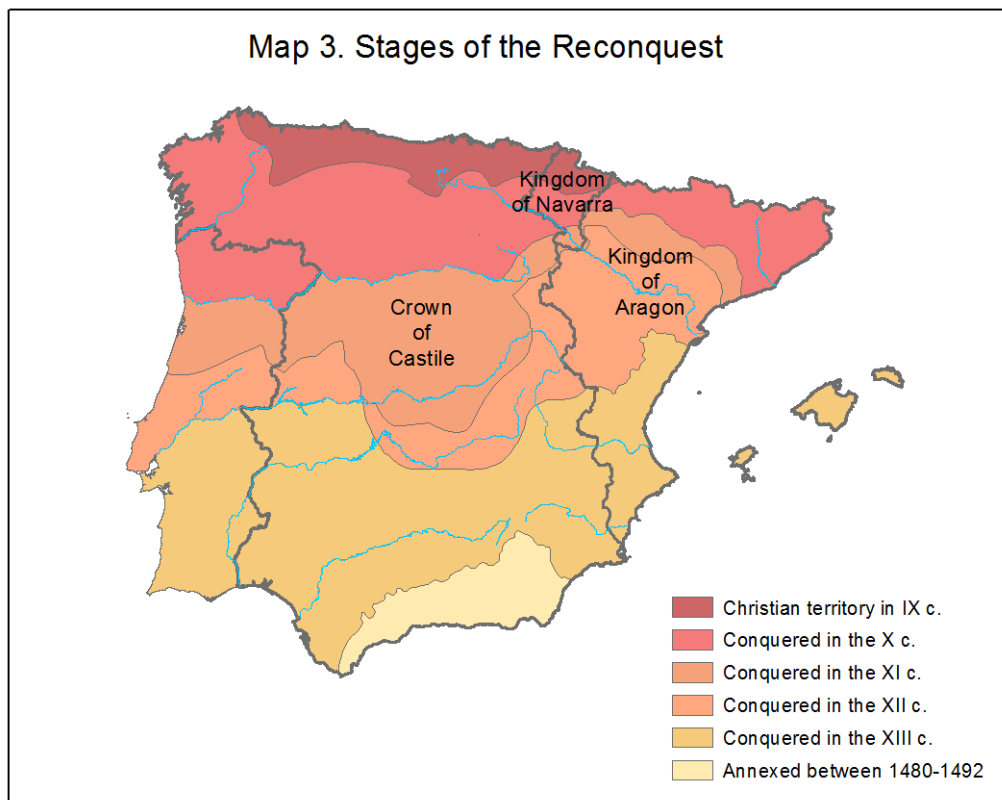 Map 3. Stages of the Reconquest
Kingdom
of Navarra
Kingdom
of
Aragon
Crown
of
Castile
Christian territory in IX c.
Conquered in the X c.
Conquered in the XI c.
Conquered in the XII c.
Conquered in the XIII c.
Annexed between 1480-1492